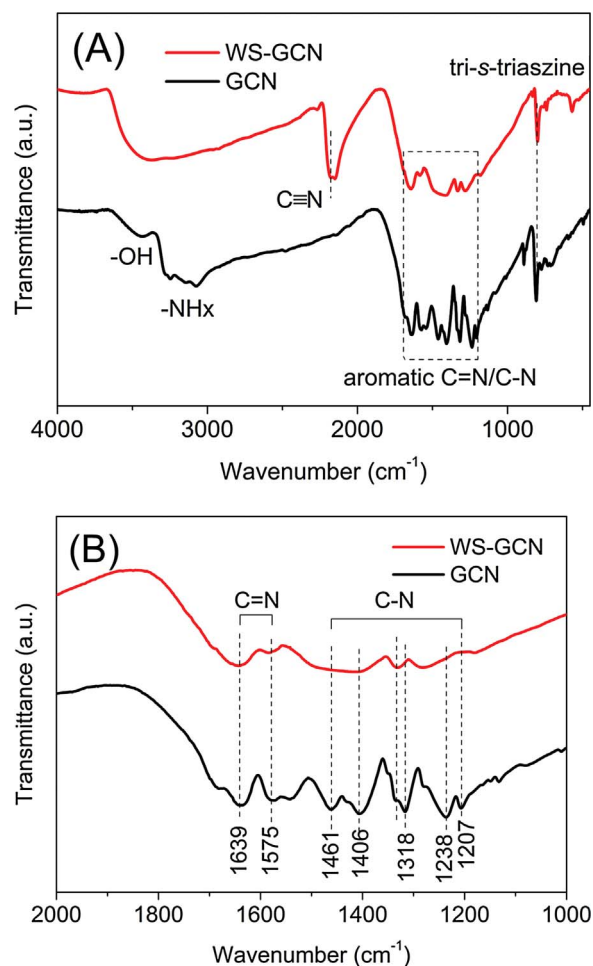 (A)
WS-GCN
GCN
tri-s-triaszine
C≡N
-OH
-NHx
aromatic C=N/C-N
Transmittance (a.u.)
4000 3000 2000 1000
Wavenumber (cm⁻¹)
(B)
WS-GCN
GCN
C=N C-N
Transmittance (a.u.)
1639 1575 1461 1406 1318 1238 1207
2000 1800 1600 1400 1200 1000
Wavenumber (cm⁻¹)